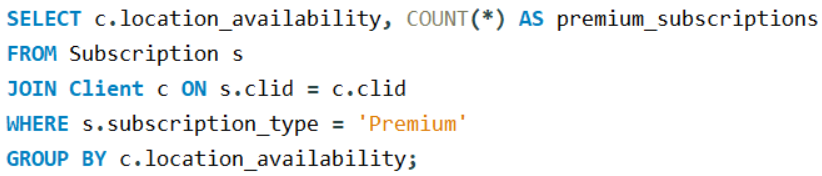 SELECT c.location_availability, COUNT(*) AS premium_subscriptions
FROM Subscription s
JOIN Client c ON s.clid = c.clid
WHERE s.subscription_type = 'Premium'
GROUP BY c.location_availability;